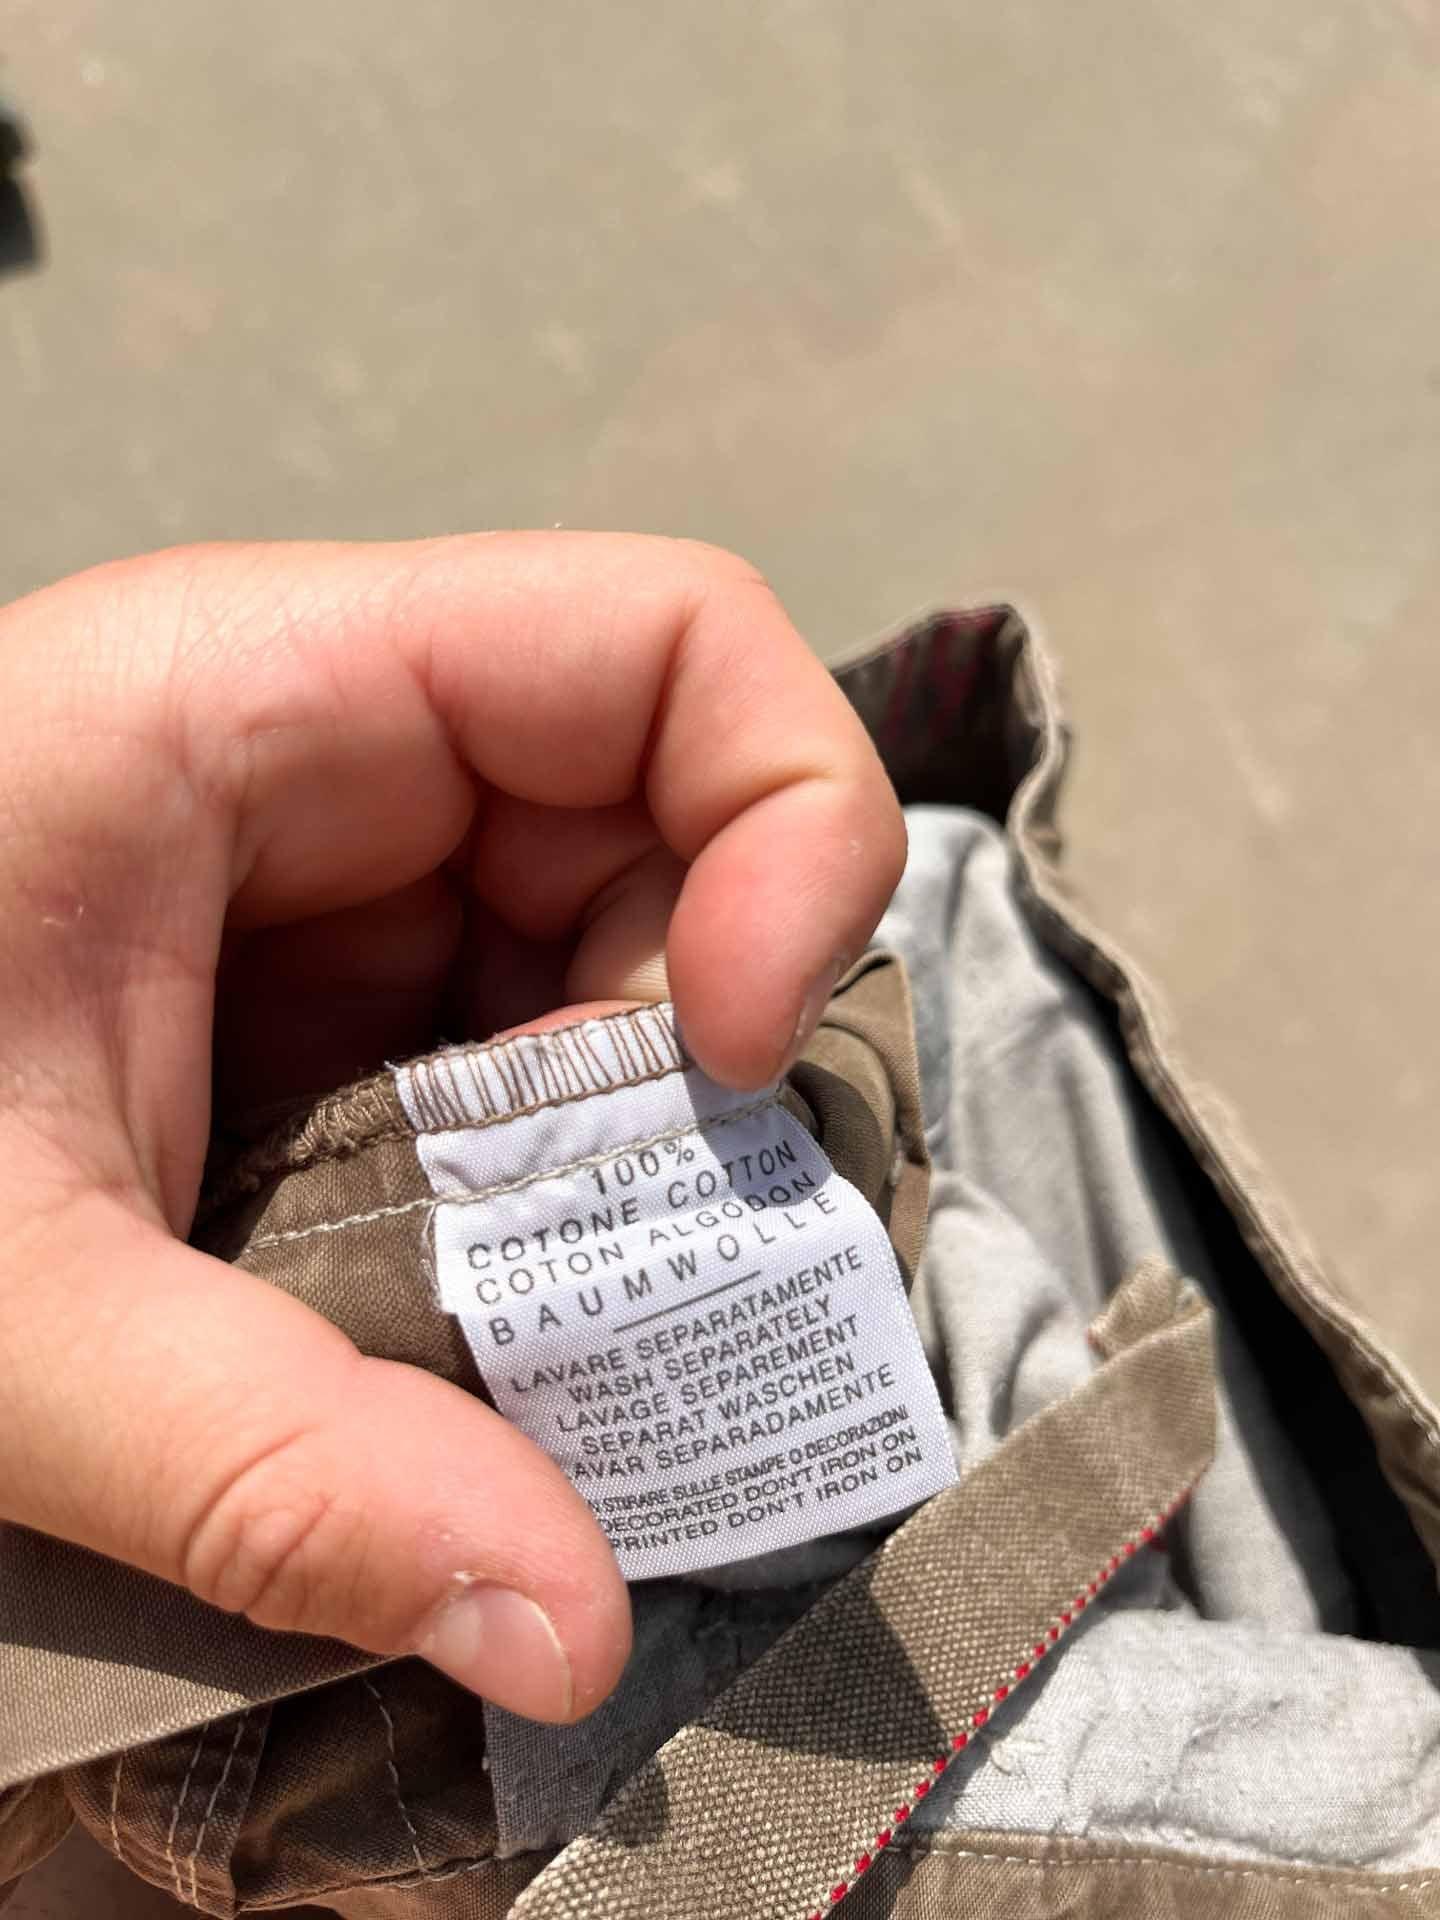 100%
COTONE COTTON
COTON ALGODON
BAUMWOLLE
LAVARE SEPARATAMENTE
WASH SEPARATELY
LAVAGE SEPAREMENT
SEPARAT WASCHEN
LAVAR SEPARADAMENTE
STIRARE SULLE STAMPE O DECORAZIONI
DECORATED DON'T IRON ON
PRINTED DON'T IRON ON